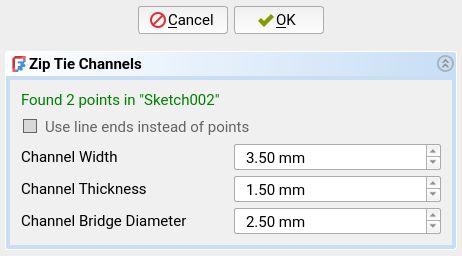 Cancel
OK
Zip Tie Channels
Found 2 points in "Sketch002"
Use line ends instead of points
Channel Width
3.50 mm
Channel Thickness
1.50 mm
Channel Bridge Diameter
2.50 mm